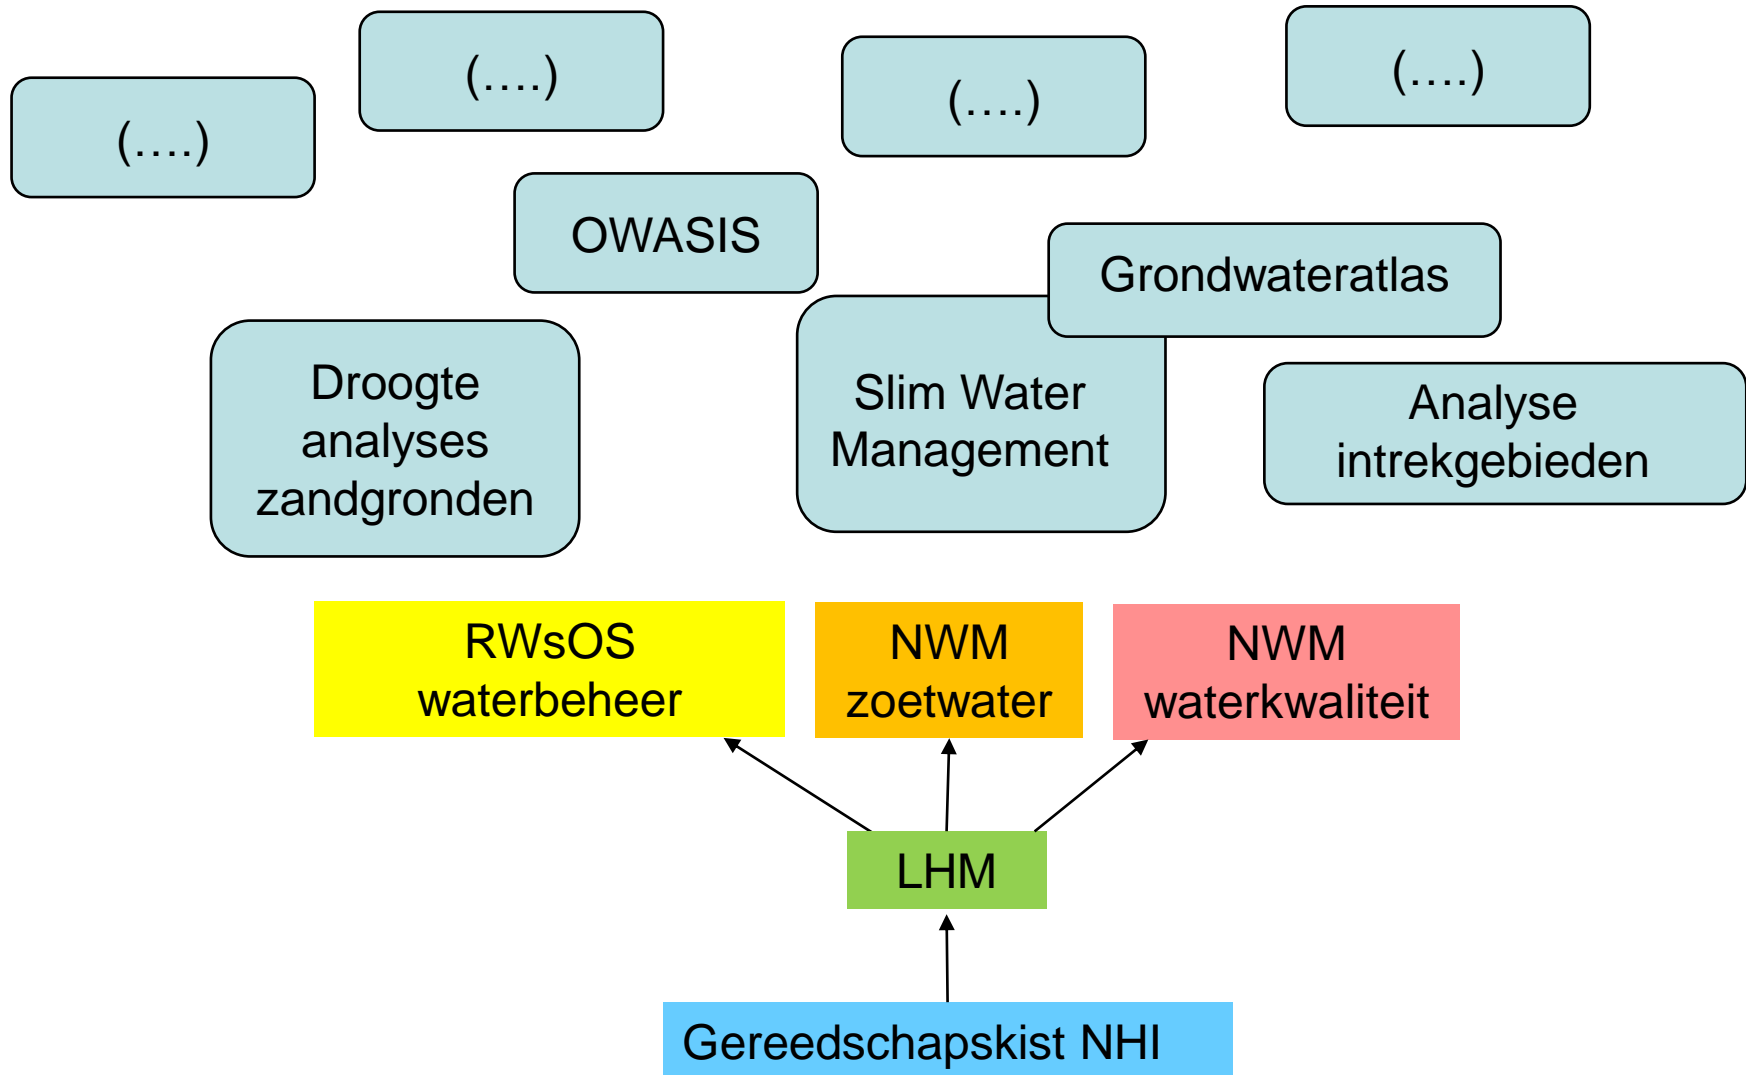 (....)
(....)
(....)
(....)
OWASIS
Grondwateratlas
Droogte
analyses
zandgronden
Slim Water
Management
Analyse
intrekgebieden
RWsOS
waterbeheer
NWM
zoetwater
NWM
waterkwaliteit
LHM
Gereedschapskist NHI